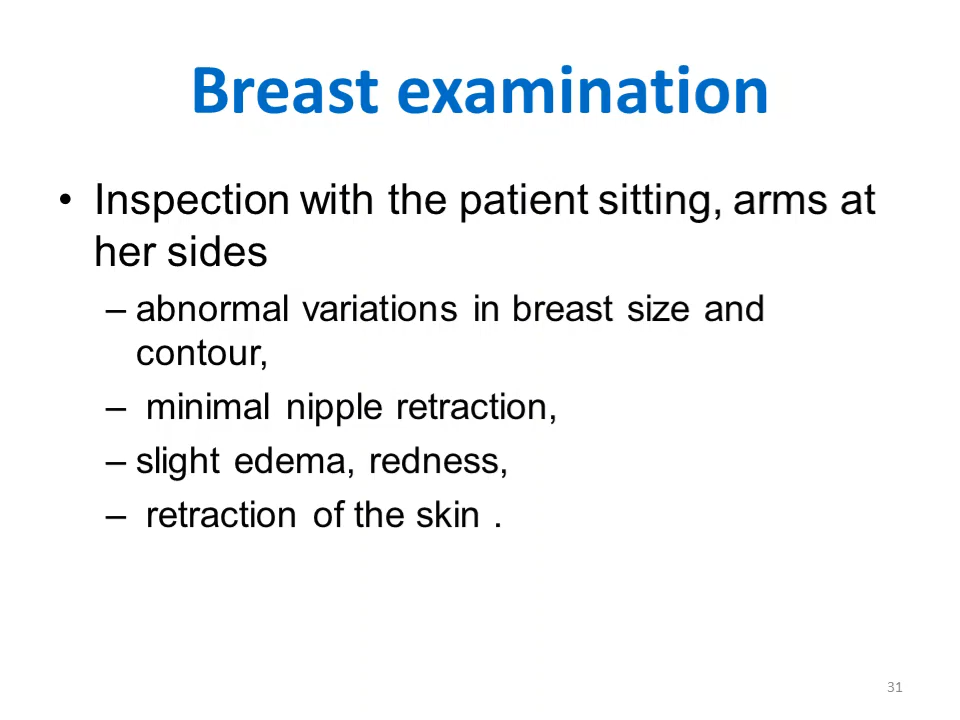 Breast examination
• Inspection with the patient sitting, arms at
her sides
– abnormal variations in breast size and
contour,
– minimal nipple retraction,
– slight edema, redness,
– retraction of the skin .
31